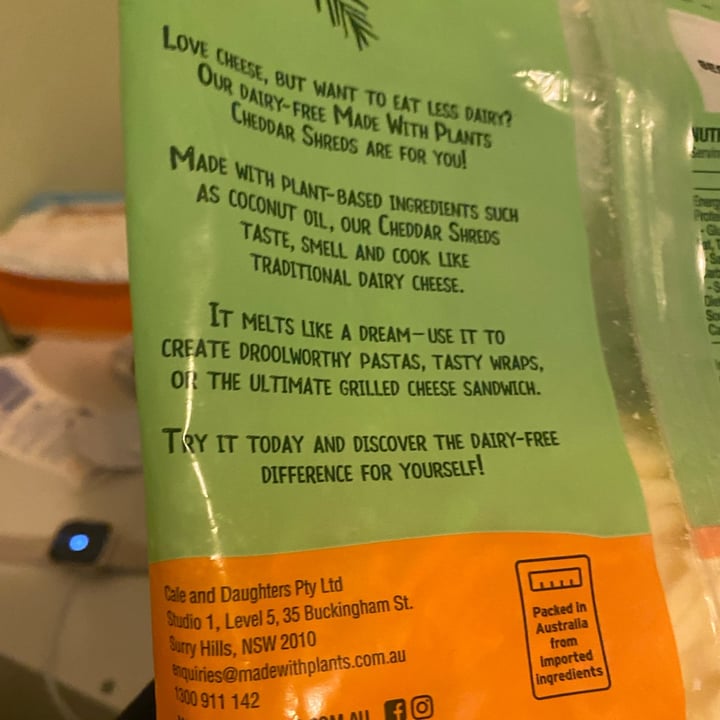 LOVE CHEESE, BUT WANT TO EAT LESS DAIRY?
OUR DAIRY-FREE MADE WITH PLANTS
CHEDDAR SHREDS ARE FOR YOU!
MADE WITH PLANT-BASED INGREDIENTS SUCH
AS COCONUT OIL, OUR CHEDDAR SHREDS
TASTE, SMELL AND COOK LIKE
TRADITIONAL DAIRY CHEESE.
IT MELTS LIKE A DREAM–USE IT TO
CREATE DROOLWORTHY PASTAS, TASTY WRAPS,
OR THE ULTIMATE GRILLED CHEESE SANDWICH.
TRY IT TODAY AND DISCOVER THE DAIRY-FREE
DIFFERENCE FOR YOURSELF!
Cale and Daughters Pty Ltd
Studio 1, Level 5, 35 Buckingham St.
Surry Hills, NSW 2010
enquiries@madewithplants.com.au
1300 911 142
Packed in
Australia
from
imported
ingredients